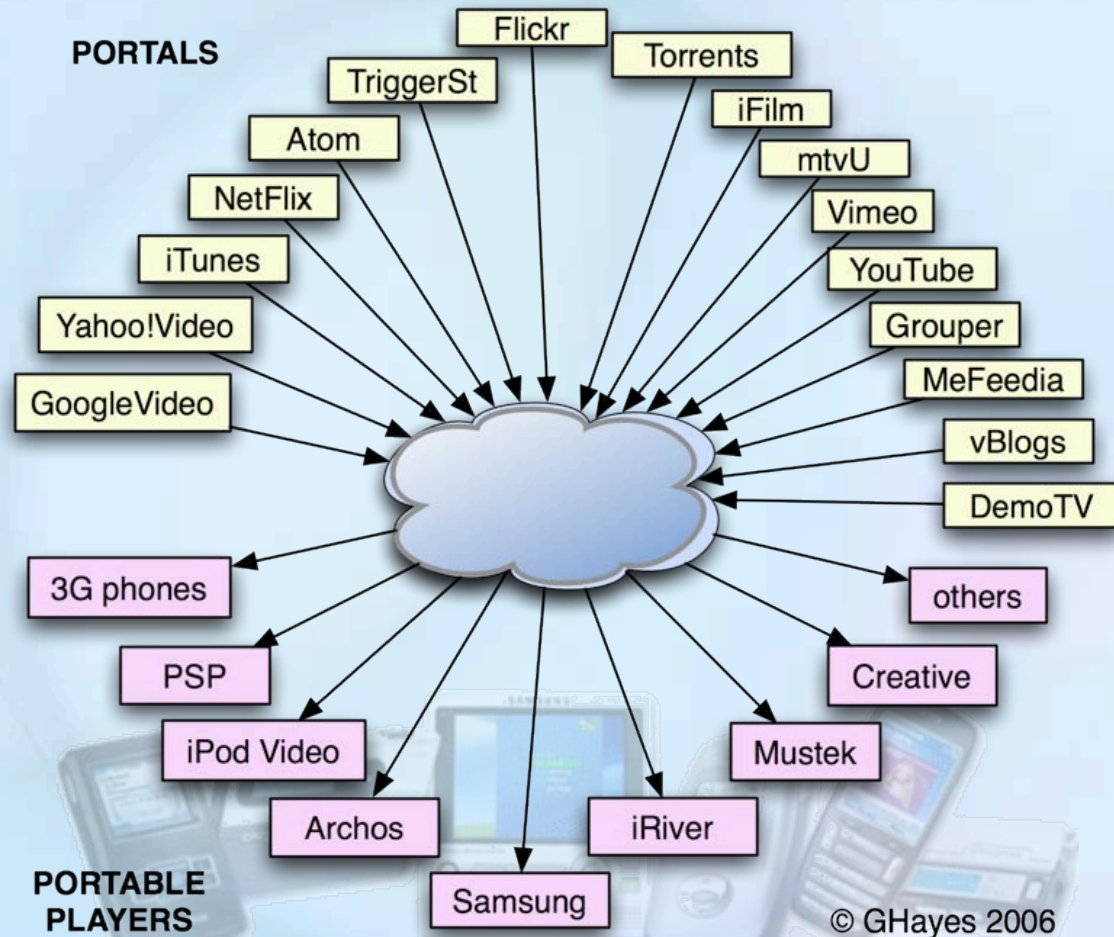 PORTALS
Flickr
Torrents
TriggerSt
iFilm
Atom
mtvU
NetFlix
Vimeo
iTunes
YouTube
Yahoo!Video
Grouper
GoogleVideo
MeFeedia
vBlogs
DemoTV
3G phones
others
PSP
Creative
iPod Video
Mustek
Archos
iRiver
Samsung
SAMSUNG
PORTABLE
PLAYERS
© GHayes 2006